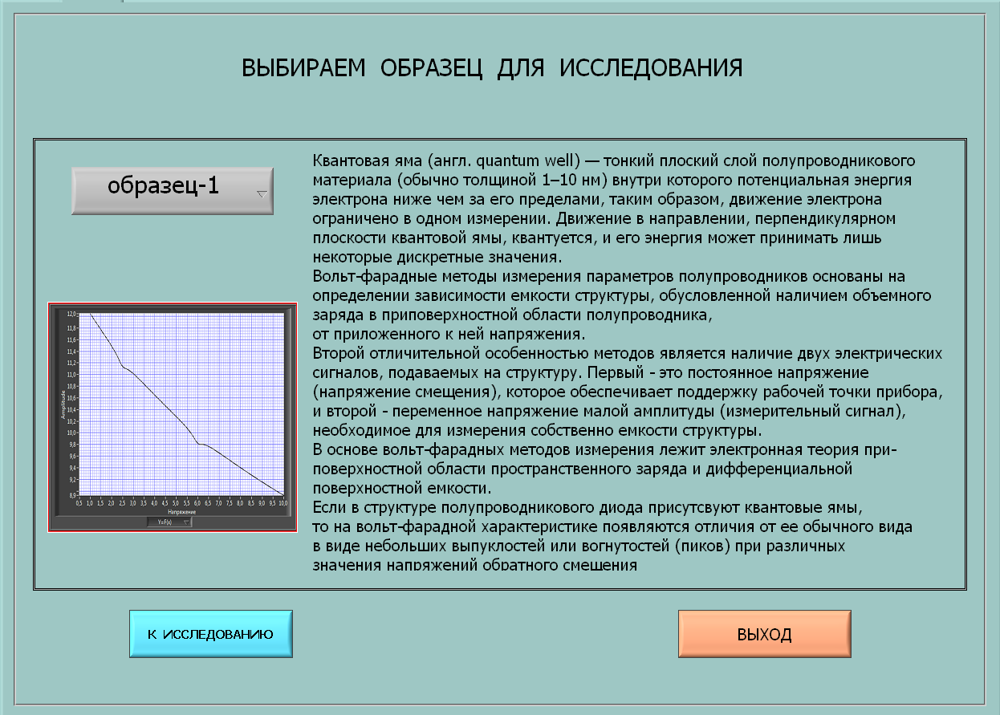 ВЫБИРАЕМ ОБРАЗЕЦ ДЛЯ ИССЛЕДОВАНИЯ
образец-1
Квантовая яма (англ. quantum well) — тонкий плоский слой полупроводникового
материала (обычно толщиной 1–10 нм) внутри которого потенциальная энергия
электрона ниже чем за его пределами, таким образом, движение электрона
ограничено в одном измерении. Движение в направлении, перпендикулярном
плоскости квантовой ямы, квантуется, и его энергия может принимать лишь
некоторые дискретные значения.
Вольт-фарадные методы измерения параметров полупроводников основаны на
определении зависимости емкости структуры, обусловленной наличием объемного
заряда в приповерхностной области полупроводника,
от приложенного к ней напряжения.
Второй отличительной особенностью методов является наличие двух электрических
сигналов, подаваемых на структуру. Первый - это постоянное напряжение
(напряжение смещения), которое обеспечивает поддержку рабочей точки прибора,
и второй - переменное напряжение малой амплитуды (измерительный сигнал),
необходимое для измерения собственно емкости структуры.
В основе вольт-фарадных методов измерения лежит электронная теория при-
поверхностной области пространственного заряда и дифференциальной
поверхностной емкости.
Если в структуре полупроводникового диода присутсвуют квантовые ямы,
то на вольт-фарадной характеристике появляются отличия от ее обычного вида
в виде небольших выпуклостей или вогнутостей (пиков) при различных
значения напряжений обратного смещения
Amplitude
12,0
11,8
11,6
11,4
11,2
11,0
10,8
10,6
10,4
10,2
10,0
9,8
9,6
9,4
9,2
8,9
0,5 1,0 1,5 2,0 2,5 3,0 3,5 4,0 4,5 5,0 5,5 6,0 6,5 7,0 7,5 8,0 8,5 9,0 9,5 10,0
Напряжение
Y=F(x)
К ИССЛЕДОВАНИЮ
ВЫХОД